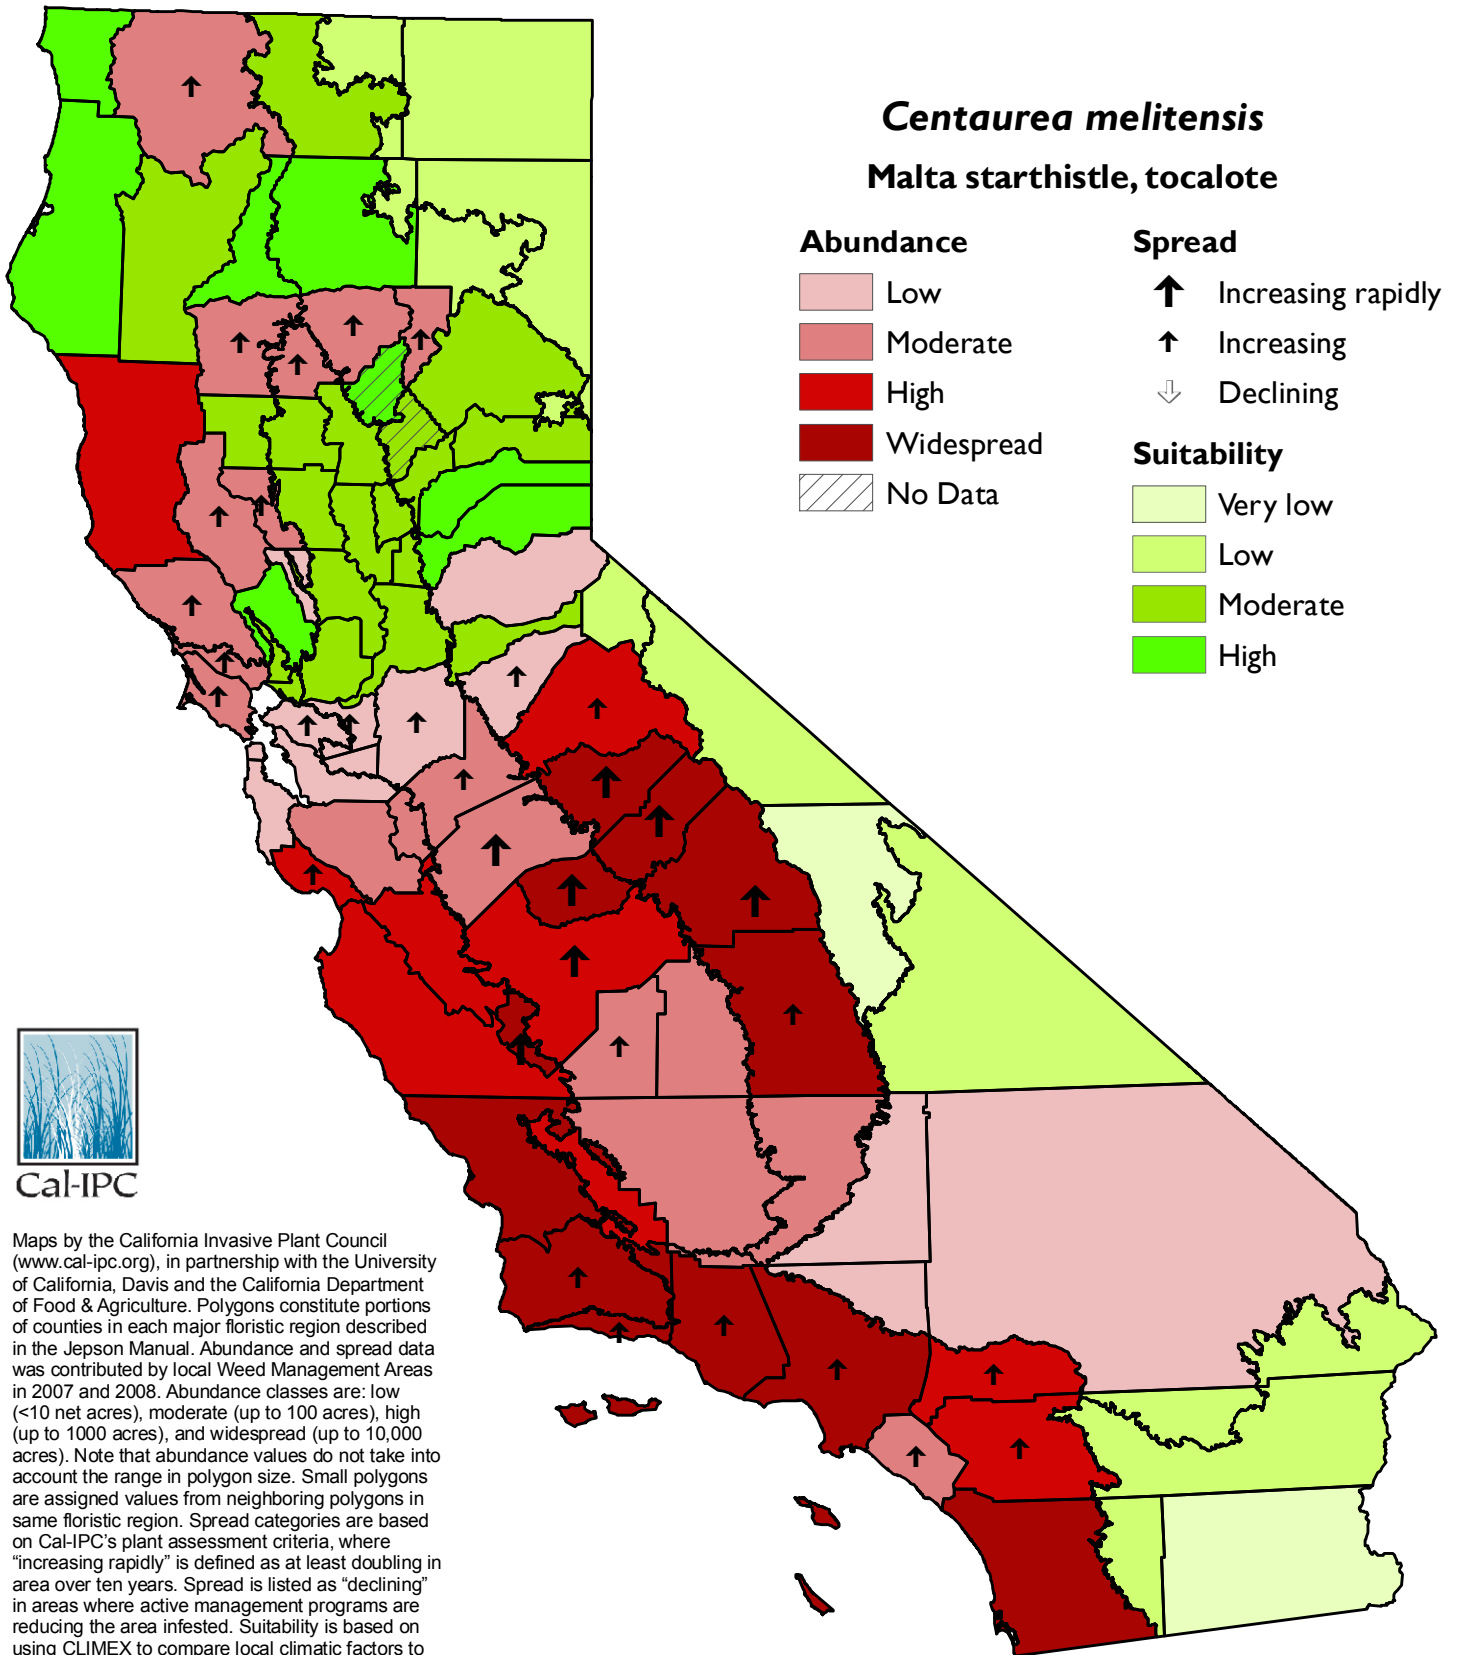 Centaurea melitensis
Malta starthistle, tocalote
Abundance
Low
Moderate
High
Widespread
No Data
Spread
Increasing rapidly
Increasing
Declining
Suitability
Very low
Low
Moderate
High
Cal-IPC
Maps by the California Invasive Plant Council
(www.cal-ipc.org), in partnership with the University
of California, Davis and the California Department
of Food & Agriculture. Polygons constitute portions
of counties in each major floristic region described
in the Jepson Manual. Abundance and spread data
was contributed by local Weed Management Areas
in 2007 and 2008. Abundance classes are: low
(<10 net acres), moderate (up to 100 acres), high
(up to 1000 acres), and widespread (up to 10,000
acres). Note that abundance values do not take into
account the range in polygon size. Small polygons
are assigned values from neighboring polygons in
same floristic region. Spread categories are based
on Cal-IPC’s plant assessment criteria, where
“increasing rapidly” is defined as at least doubling in
area over ten years. Spread is listed as “declining”
in areas where active management programs are
reducing the area infested. Suitability is based on
using CLIMEX to compare local climatic factors to